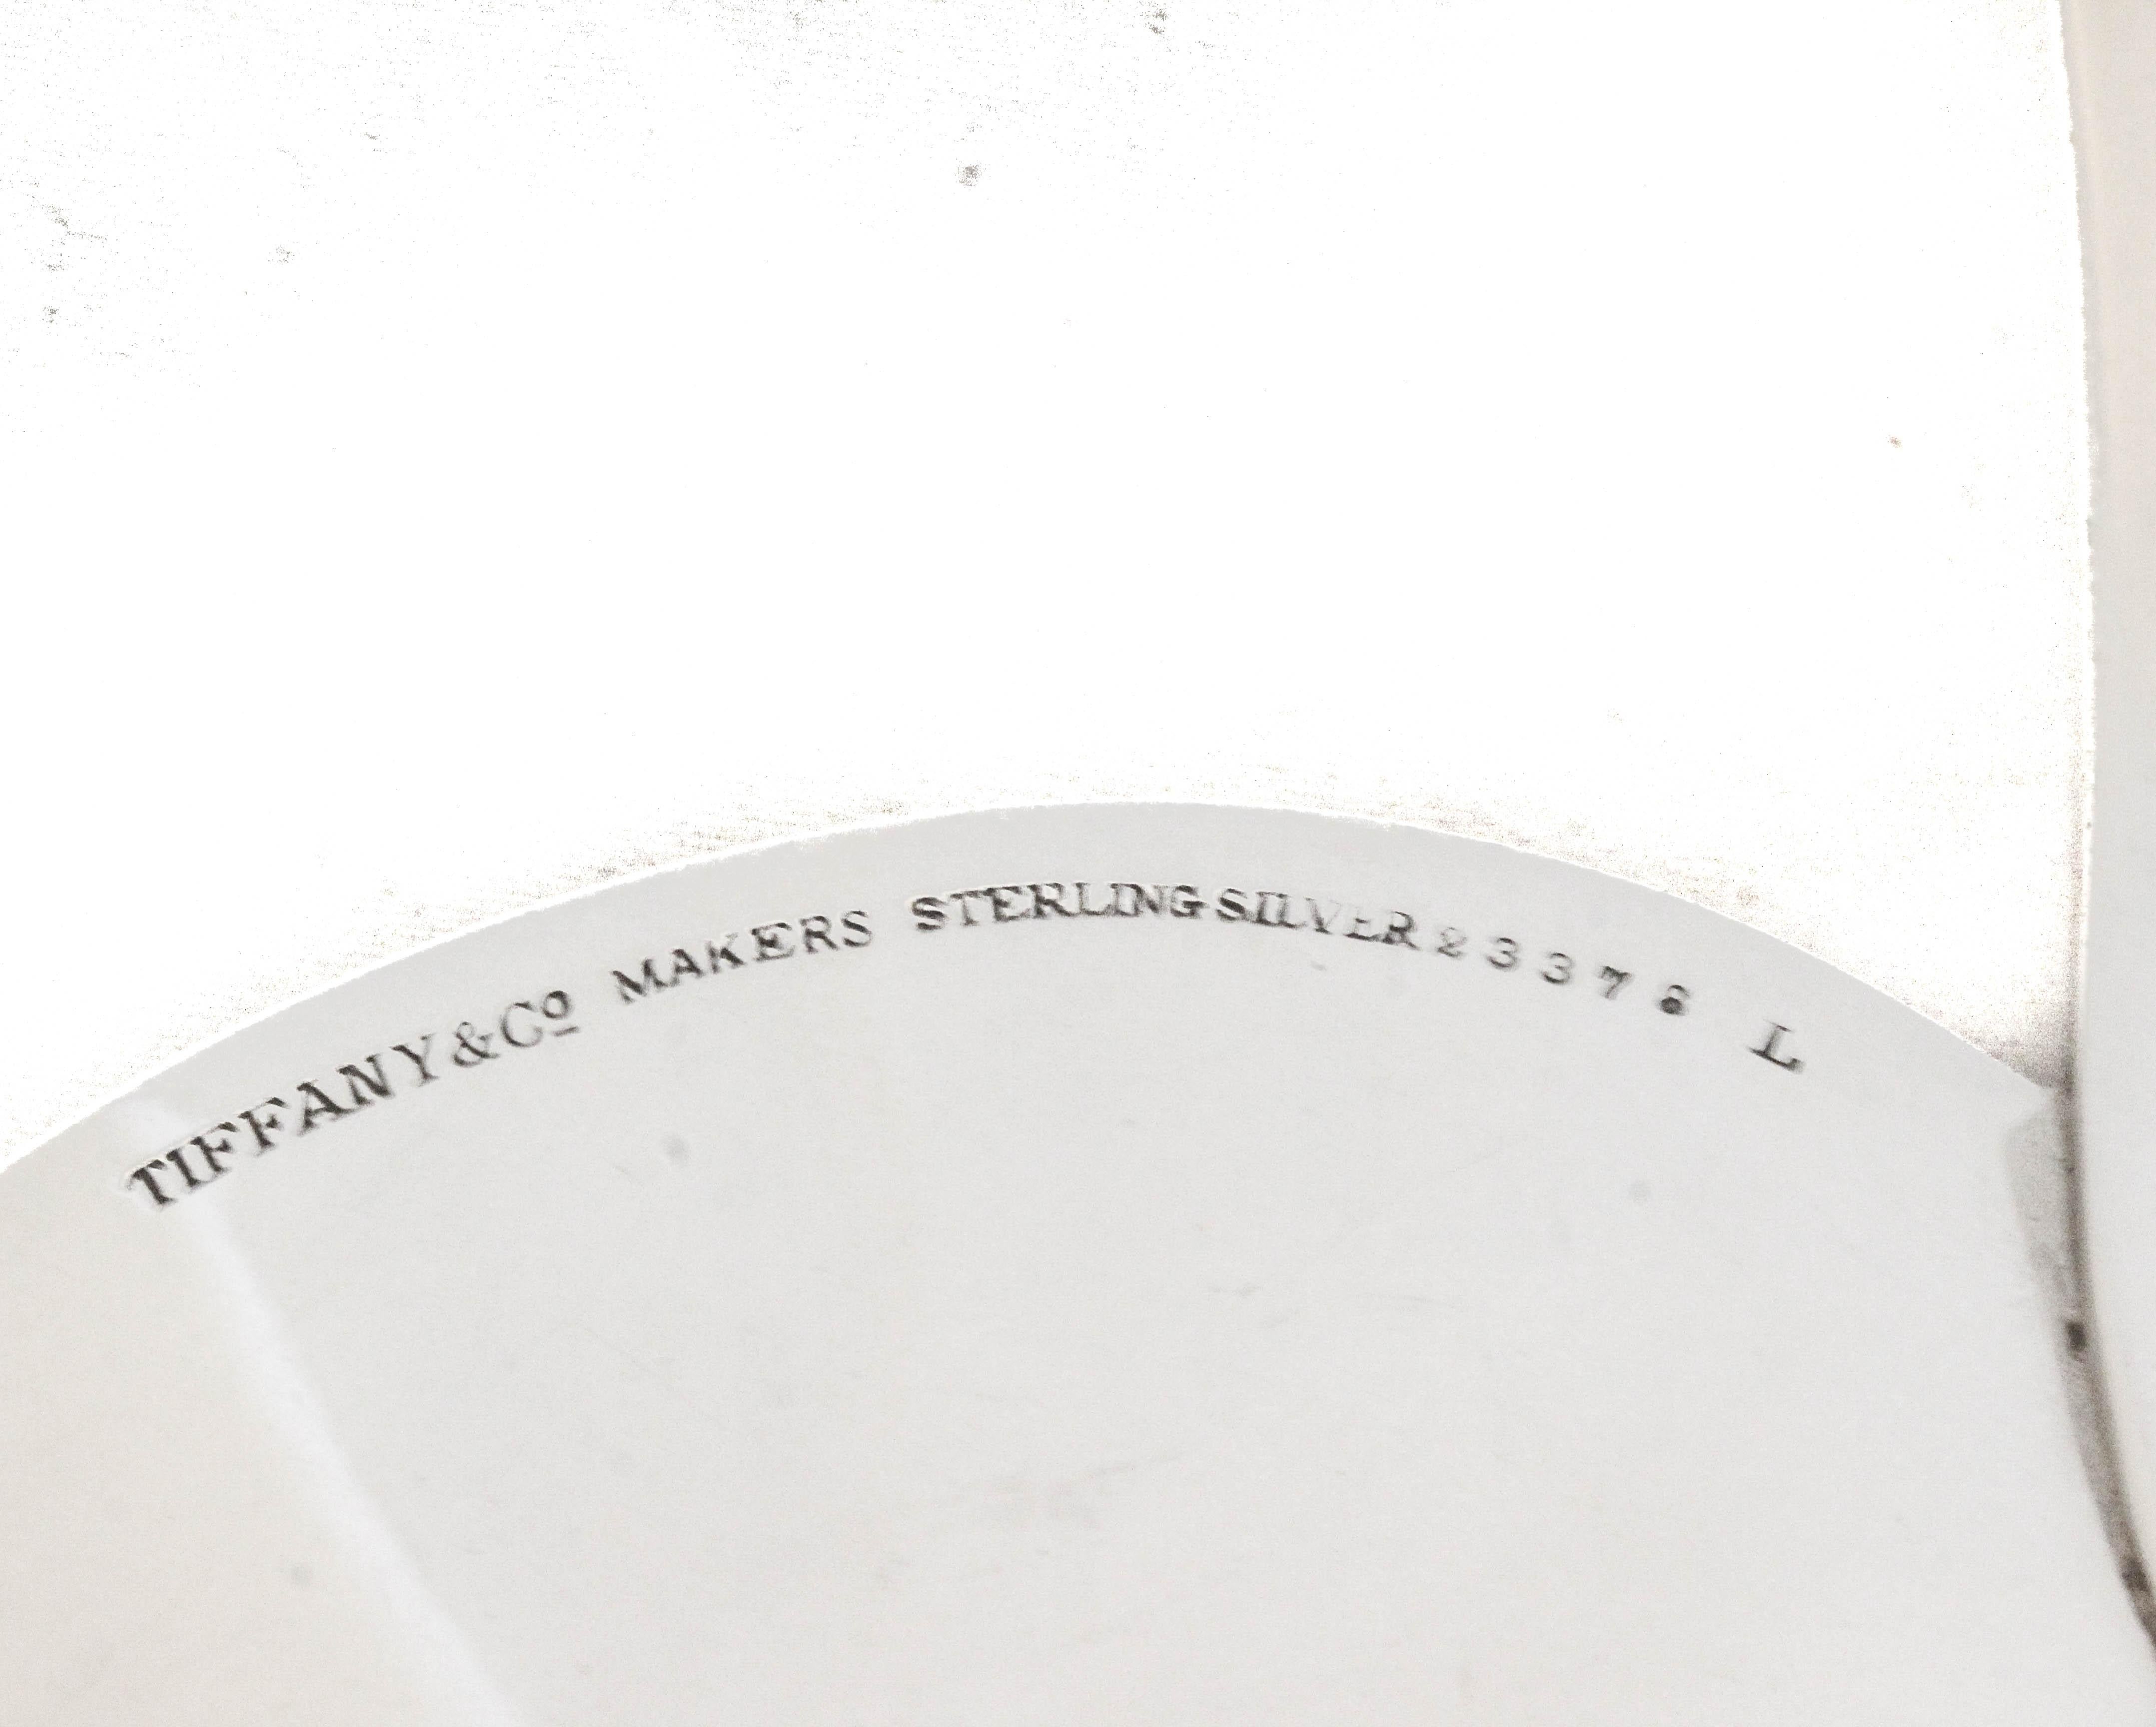 TIFFANY & Cº MAKERS STERLING SILVER 23378 L